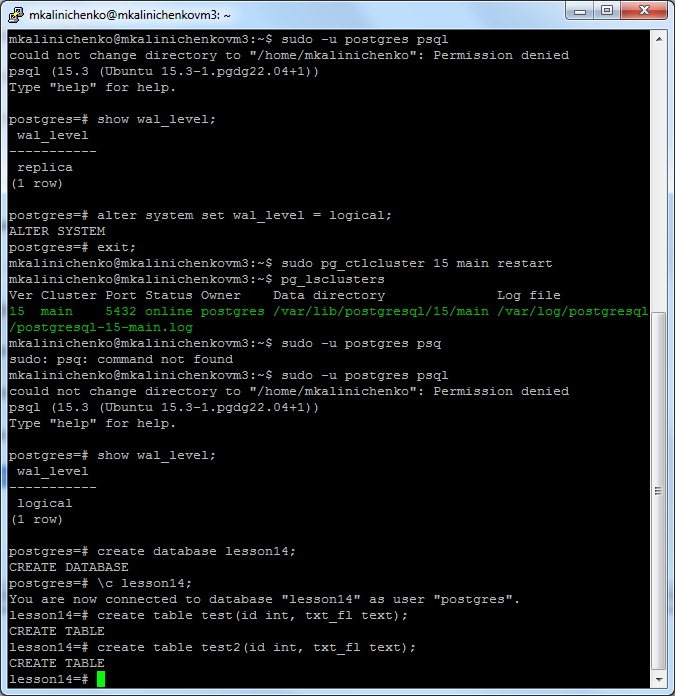 mkalinichenko@mkalinichenkovm3: ~
mkalinichenko@mkalinichenkovm3:~$ sudo -u postgres psql
could not change directory to "/home/mkalinichenko": Permission denied
psql (15.3 (Ubuntu 15.3-1.pgdg22.04+1))
Type "help" for help.

postgres=# show wal_level;
 wal_level
-----------
 replica
(1 row)

postgres=# alter system set wal_level = logical;
ALTER SYSTEM
postgres=# exit;
mkalinichenko@mkalinichenkovm3:~$ sudo pg_ctlcluster 15 main restart
mkalinichenko@mkalinichenkovm3:~$ pg_lsclusters
Ver Cluster Port Status Owner    Data directory              Log file
15  main    5432 online postgres /var/lib/postgresql/15/main /var/log/postgresql
/postgresql-15-main.log
mkalinichenko@mkalinichenkovm3:~$ sudo -u postgres psq
sudo: psq: command not found
mkalinichenko@mkalinichenkovm3:~$ sudo -u postgres psql
could not change directory to "/home/mkalinichenko": Permission denied
psql (15.3 (Ubuntu 15.3-1.pgdg22.04+1))
Type "help" for help.

postgres=# show wal_level;
 wal_level
-----------
 logical
(1 row)

postgres=# create database lesson14;
CREATE DATABASE
postgres=# \c lesson14;
You are now connected to database "lesson14" as user "postgres".
lesson14=# create table test(id int, txt_fl text);
CREATE TABLE
lesson14=# create table test2(id int, txt_fl text);
CREATE TABLE
lesson14=#